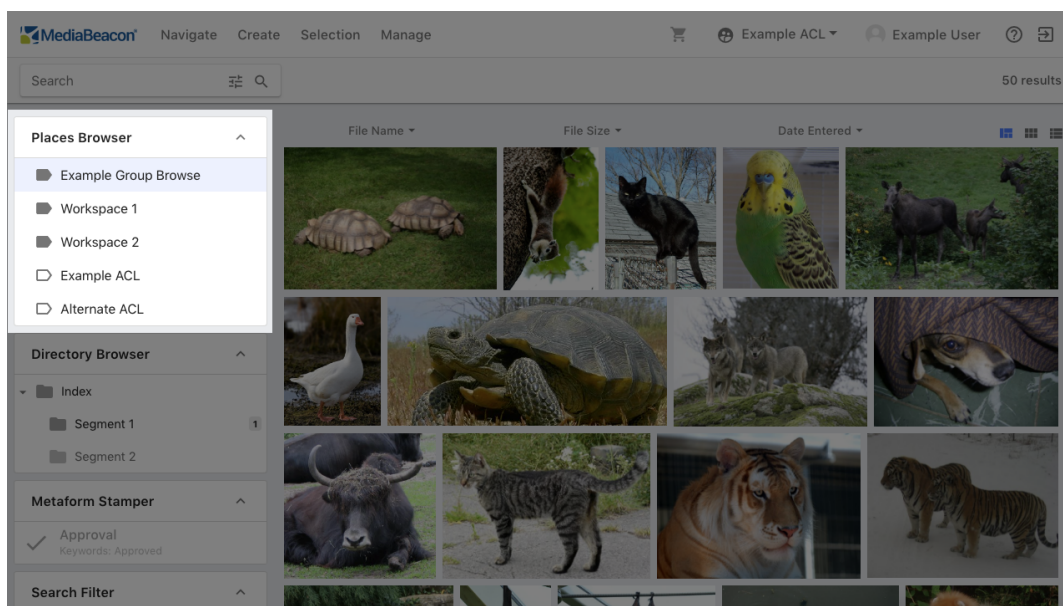 MediaBeacon® Navigate Create Selection Manage Example ACL Example User
Search 50 results
Places Browser
Example Group Browse
Workspace 1
Workspace 2
Example ACL
Alternate ACL
File Name File Size Date Entered
Directory Browser
Index
Segment 1 1
Segment 2
Metaform Stamper
Approval
Keywords: Approved
Search Filter